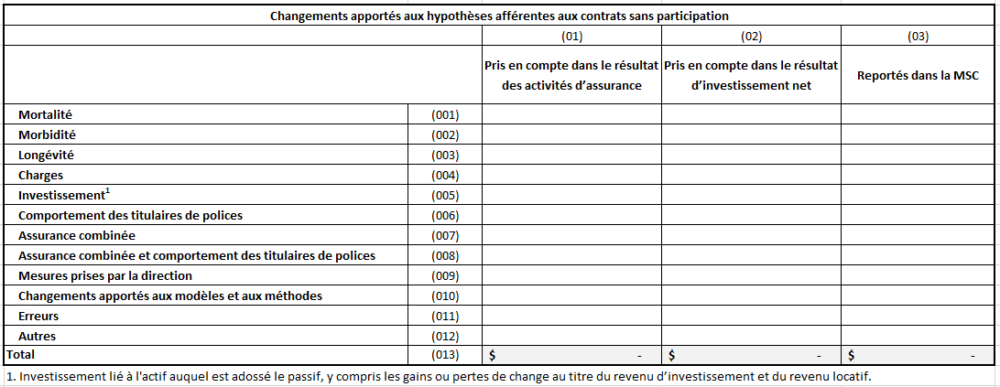 Changements apportés aux hypothèses afférentes aux contrats sans participation
(01) (02) (03)
Pris en compte dans le résultat des activités d’assurance
Pris en compte dans le résultat d’investissement net
Reportés dans la MSC
Mortalité (001)
Morbidité (002)
Longévité (003)
Charges (004)
Investissement1 (005)
Comportement des titulaires de polices (006)
Assurance combinée (007)
Assurance combinée et comportement des titulaires de polices (008)
Mesures prises par la direction (009)
Changements apportés aux modèles et aux méthodes (010)
Erreurs (011)
Autres (012)
Total (013) $ - $ - $ -
1. Investissement lié à l'actif auquel est adossé le passif, y compris les gains ou pertes de change au titre du revenu d’investissement et du revenu locatif.